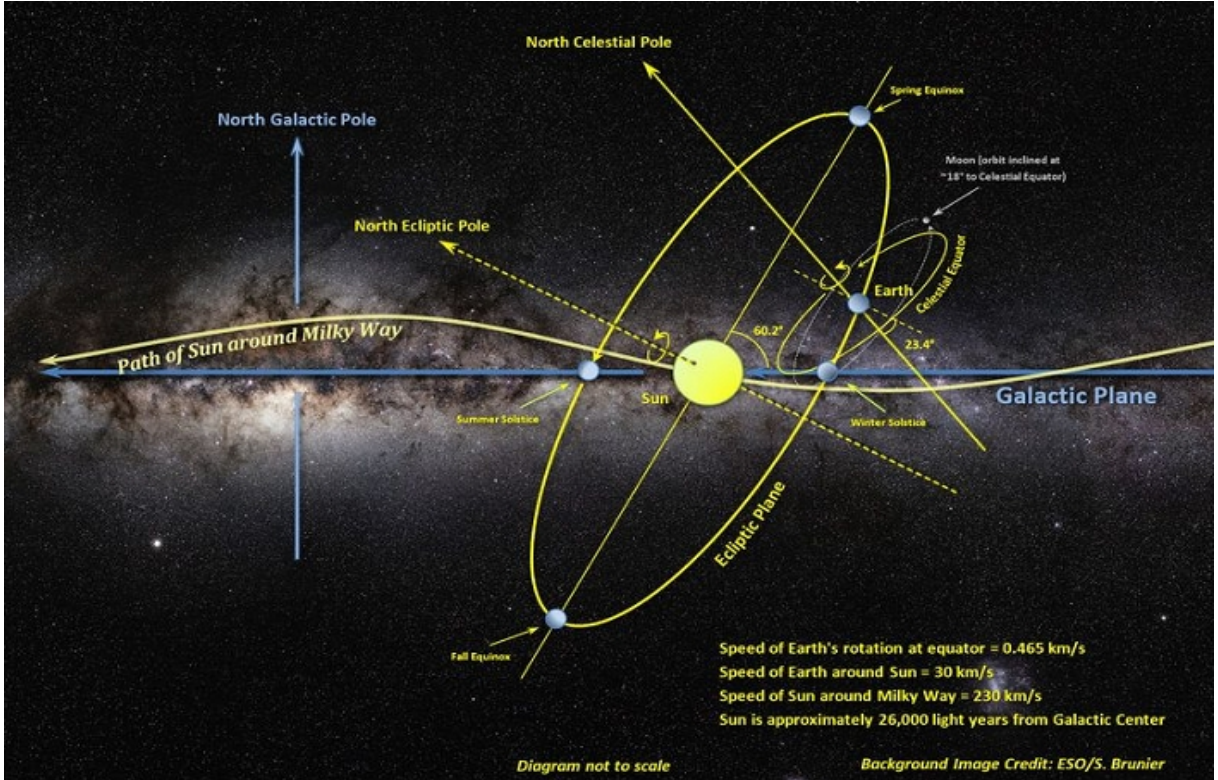 North Celestial Pole
Spring Equinox
North Galactic Pole
Moon (orbit inclined at
~18° to Celestial Equator)
North Ecliptic Pole
Celestial Equator
Earth
Path of Sun around Milky Way
60.2°
23.4°
Sun
Galactic Plane
Summer Solstice
Winter Solstice
Ecliptic Plane
Fall Equinox
Speed of Earth's rotation at equator = 0.465 km/s
Speed of Earth around Sun = 30 km/s
Speed of Sun around Milky Way = 230 km/s
Sun is approximately 26,000 light years from Galactic Center
Diagram not to scale
Background Image Credit: ESO/S. Brunier